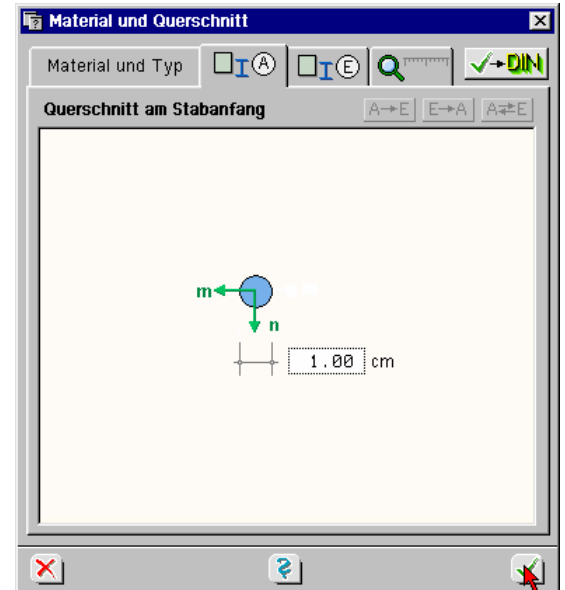 Material und Querschnitt
Material und Typ A E DIN
Querschnitt am Stabanfang A→E E→A A⇄E
m
n
1.00 cm